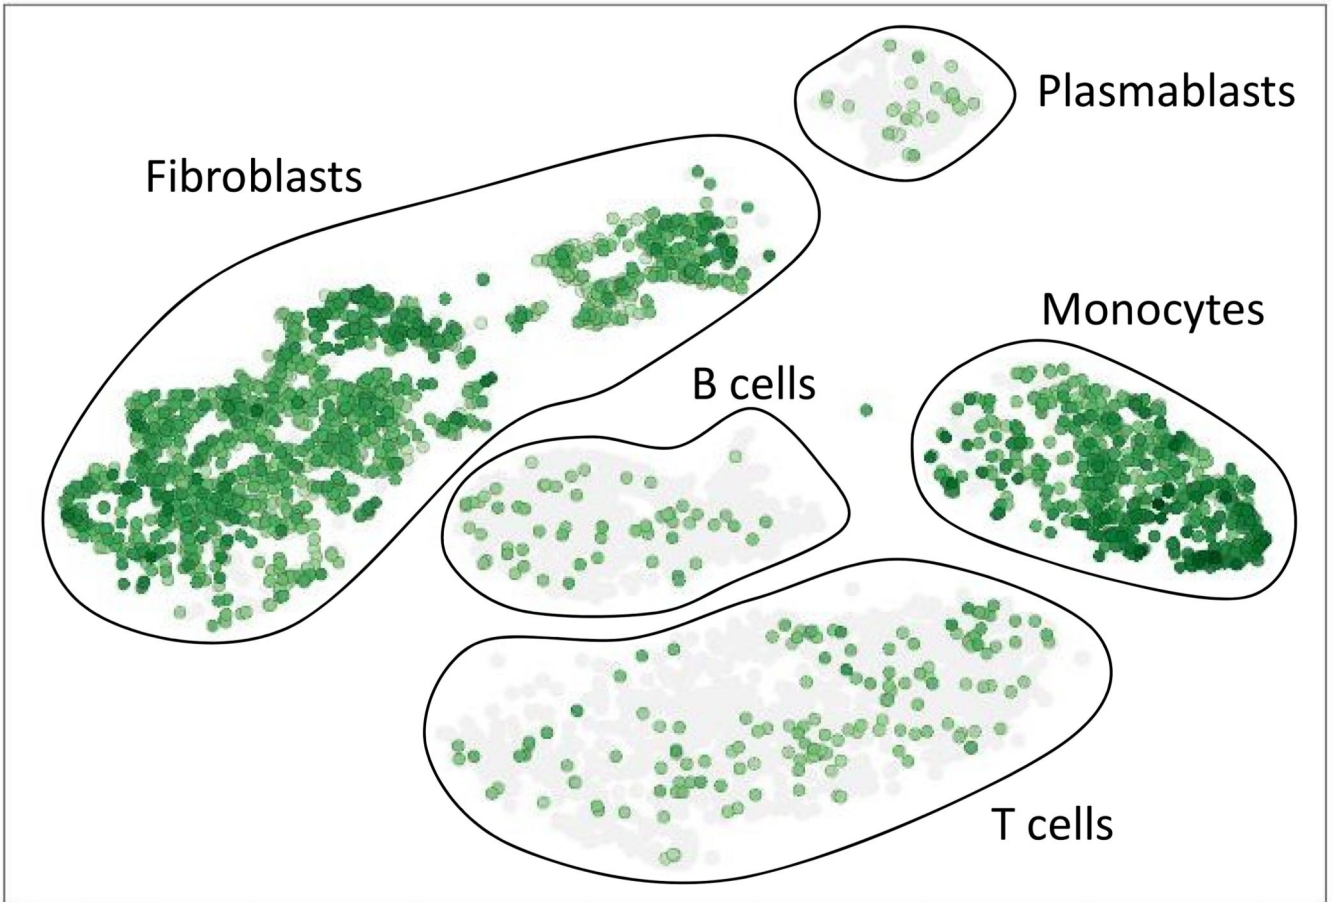 Plasmablasts
Fibroblasts
Monocytes
B cells
T cells